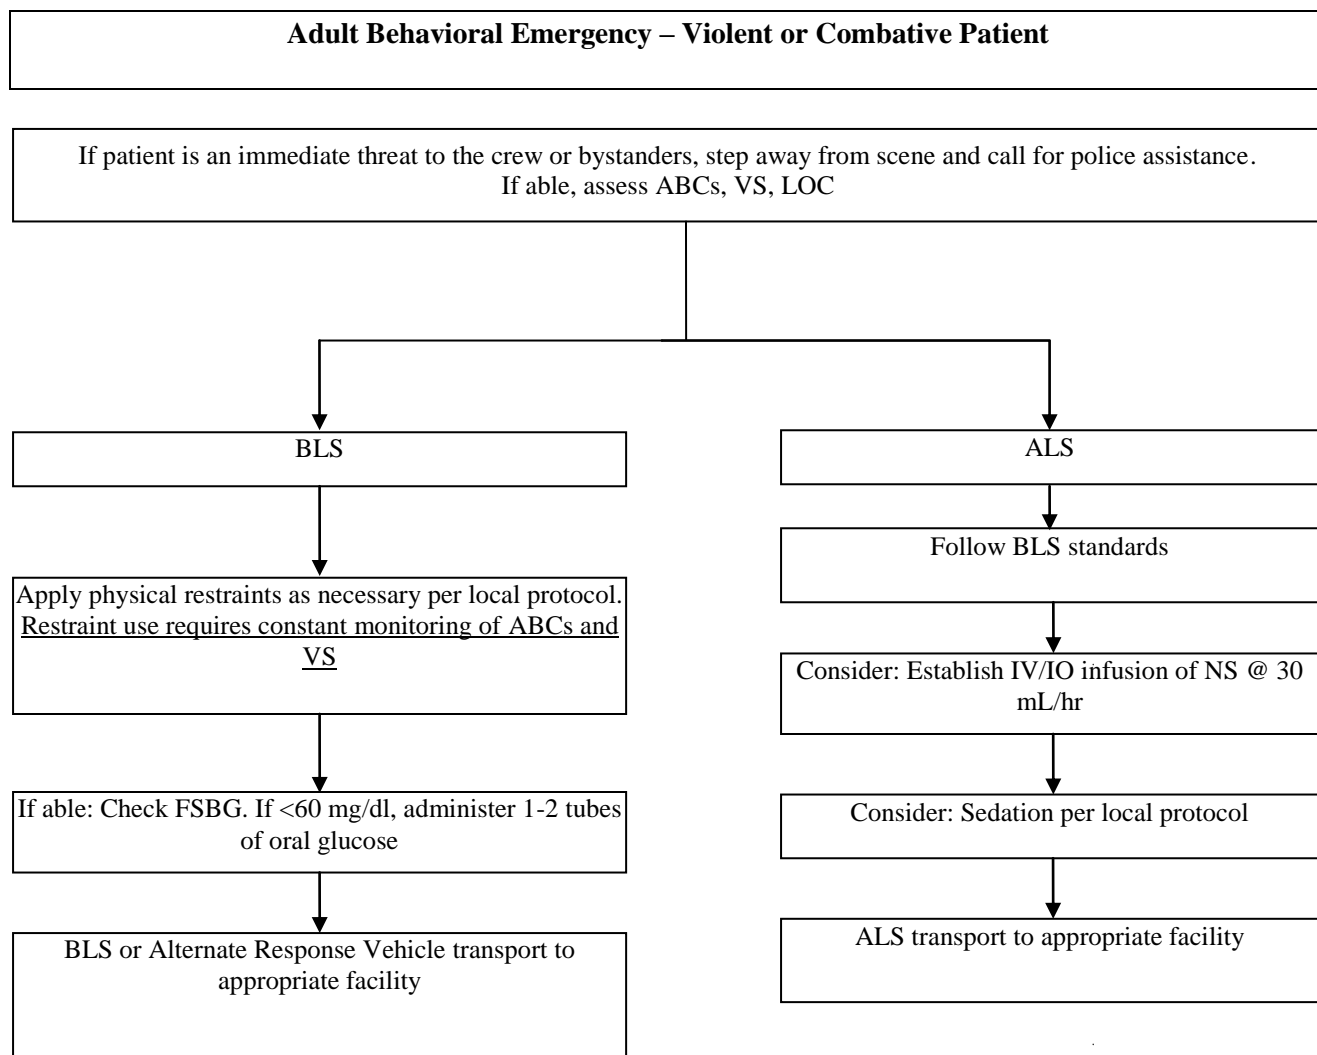 Adult Behavioral Emergency – Violent or Combative Patient
If patient is an immediate threat to the crew or bystanders, step away from scene and call for police assistance.
If able, assess ABCs, VS, LOC
BLS
Apply physical restraints as necessary per local protocol.
Restraint use requires constant monitoring of ABCs and
VS
If able: Check FSBG. If <60 mg/dl, administer 1-2 tubes
of oral glucose
BLS or Alternate Response Vehicle transport to
appropriate facility
ALS
Follow BLS standards
Consider: Establish IV/IO infusion of NS @ 30
mL/hr
Consider: Sedation per local protocol
ALS transport to appropriate facility